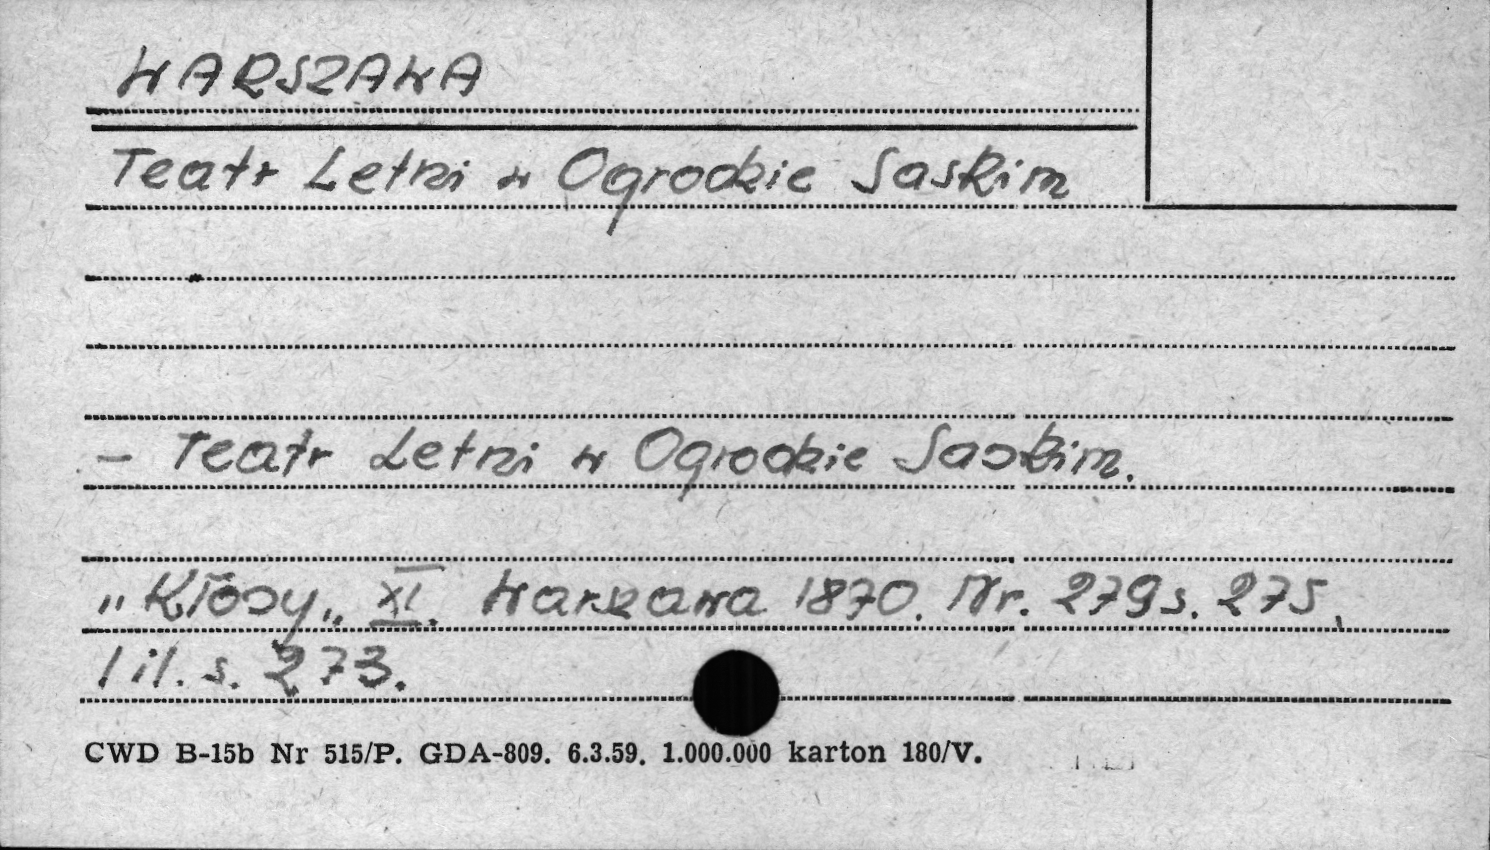 WARSZAWA
Teatr Letni w Ogrodzie Saskim
– Teatr Letni w Ogrodzie Saskim.
„Kłosy„. XI. Warszawa 1870. Nr. 279 s. 275,
1 il. s. 273.
CWD B-15b Nr 515/P. GDA-809. 6.3.59. 1.000.000 karton 180/V.